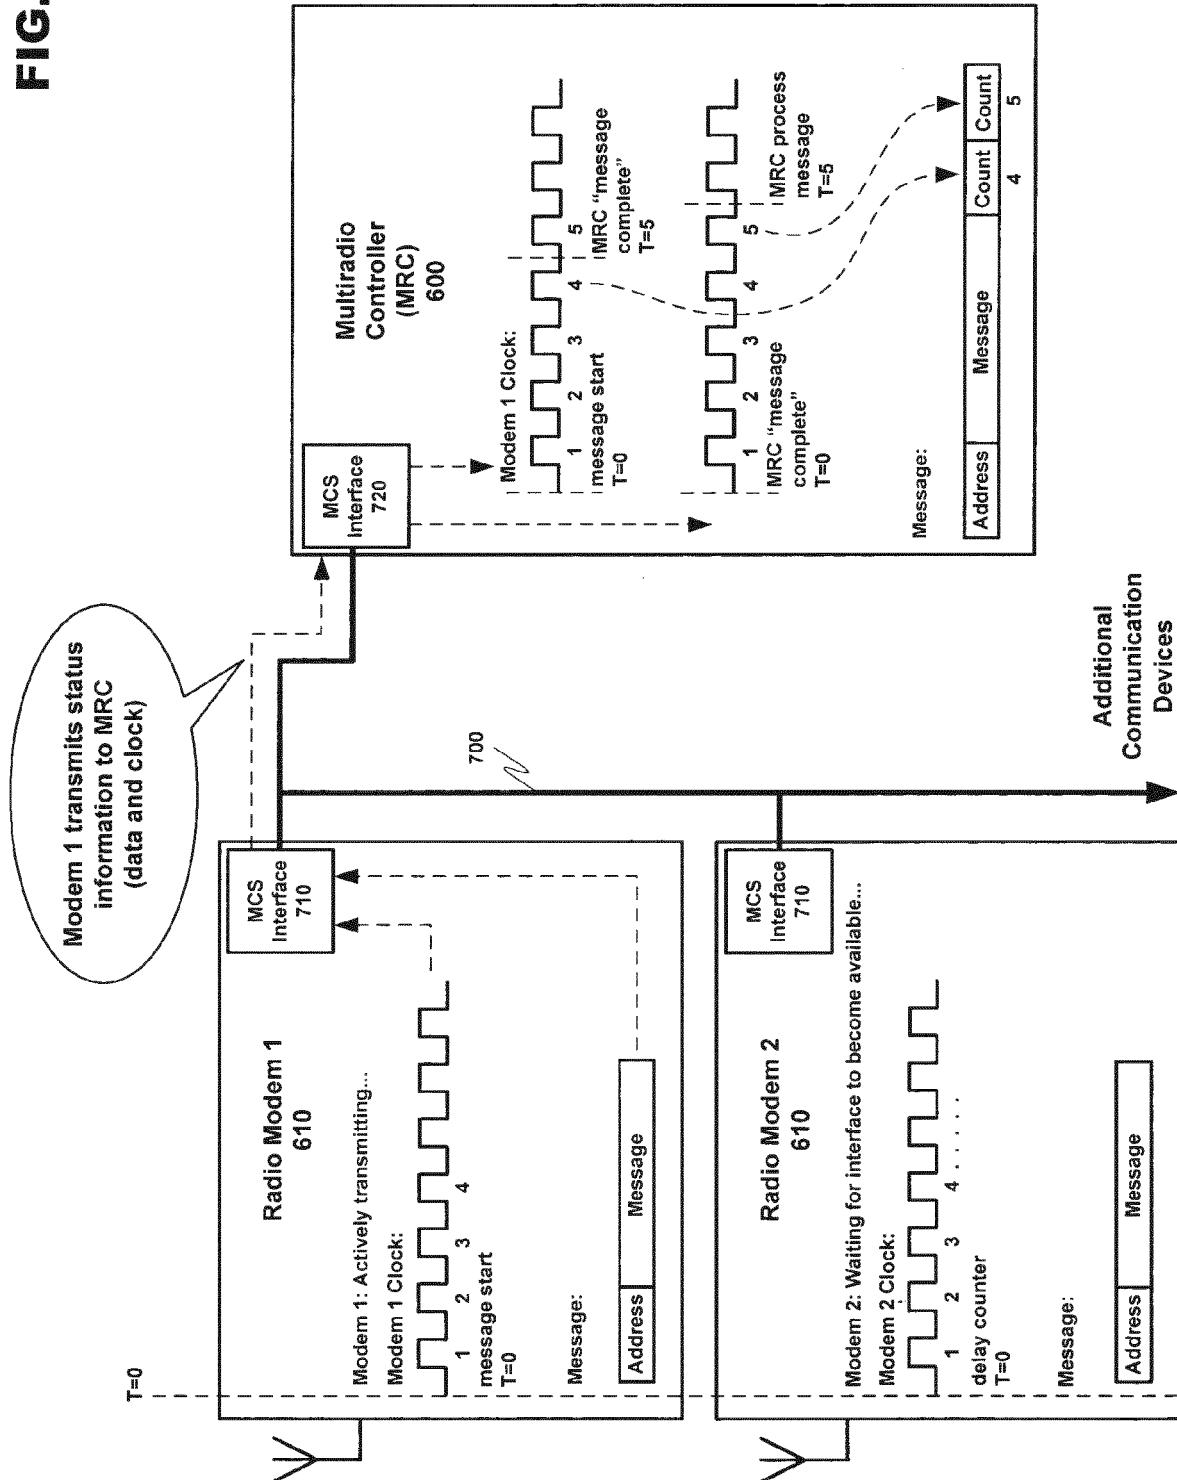 FIG.
Modem 1 transmits status
information to MRC
(data and clock)
T=0
Radio Modem 1
610
MCS
Interface
710
Modem 1: Actively transmitting...
Modem 1 Clock:
1 2 3 4
message start
T=0
Message:
Address Message
Radio Modem 2
610
MCS
Interface
710
Modem 2: Waiting for interface to become available...
Modem 2 Clock:
1 2 3 4 . . . . . .
delay counter
T=0
Message:
Address Message
700
Additional
Communication
Devices
MCS
Interface
720
Multiradio
Controller
(MRC)
600
Modem 1 Clock:
1 2 3 4 5
message start
T=0
MRC “message
complete”
T=5
1 2 3 4 5
MRC “message
complete”
T=0
MRC process
message
T=5
Message:
Address Message Count Count
4 5